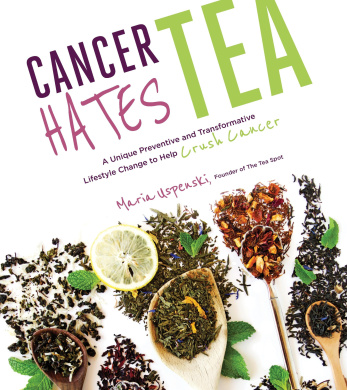 CANCER
HATES
TEA
A Unique Preventive and Transformative
Lifestyle Change to Help Crush Cancer
Maria Uspenski, Founder of The Tea Spot